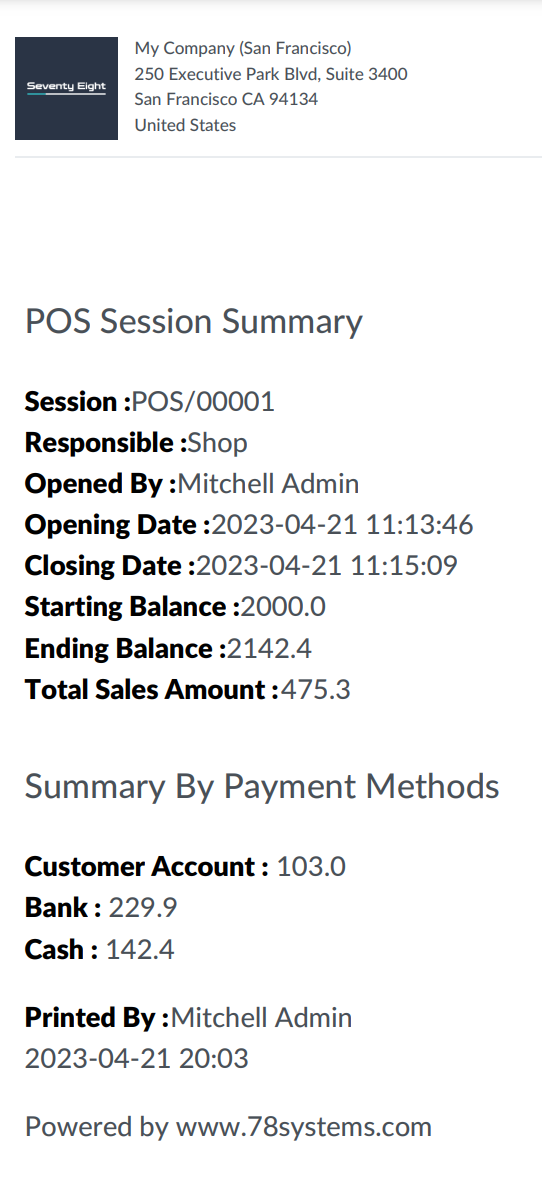 Seventy Eight
My Company (San Francisco)
250 Executive Park Blvd, Suite 3400
San Francisco CA 94134
United States
POS Session Summary
Session :POS/00001
Responsible :Shop
Opened By :Mitchell Admin
Opening Date :2023-04-21 11:13:46
Closing Date :2023-04-21 11:15:09
Starting Balance :2000.0
Ending Balance :2142.4
Total Sales Amount :475.3
Summary By Payment Methods
Customer Account : 103.0
Bank : 229.9
Cash : 142.4
Printed By :Mitchell Admin
2023-04-21 20:03
Powered by www.78systems.com